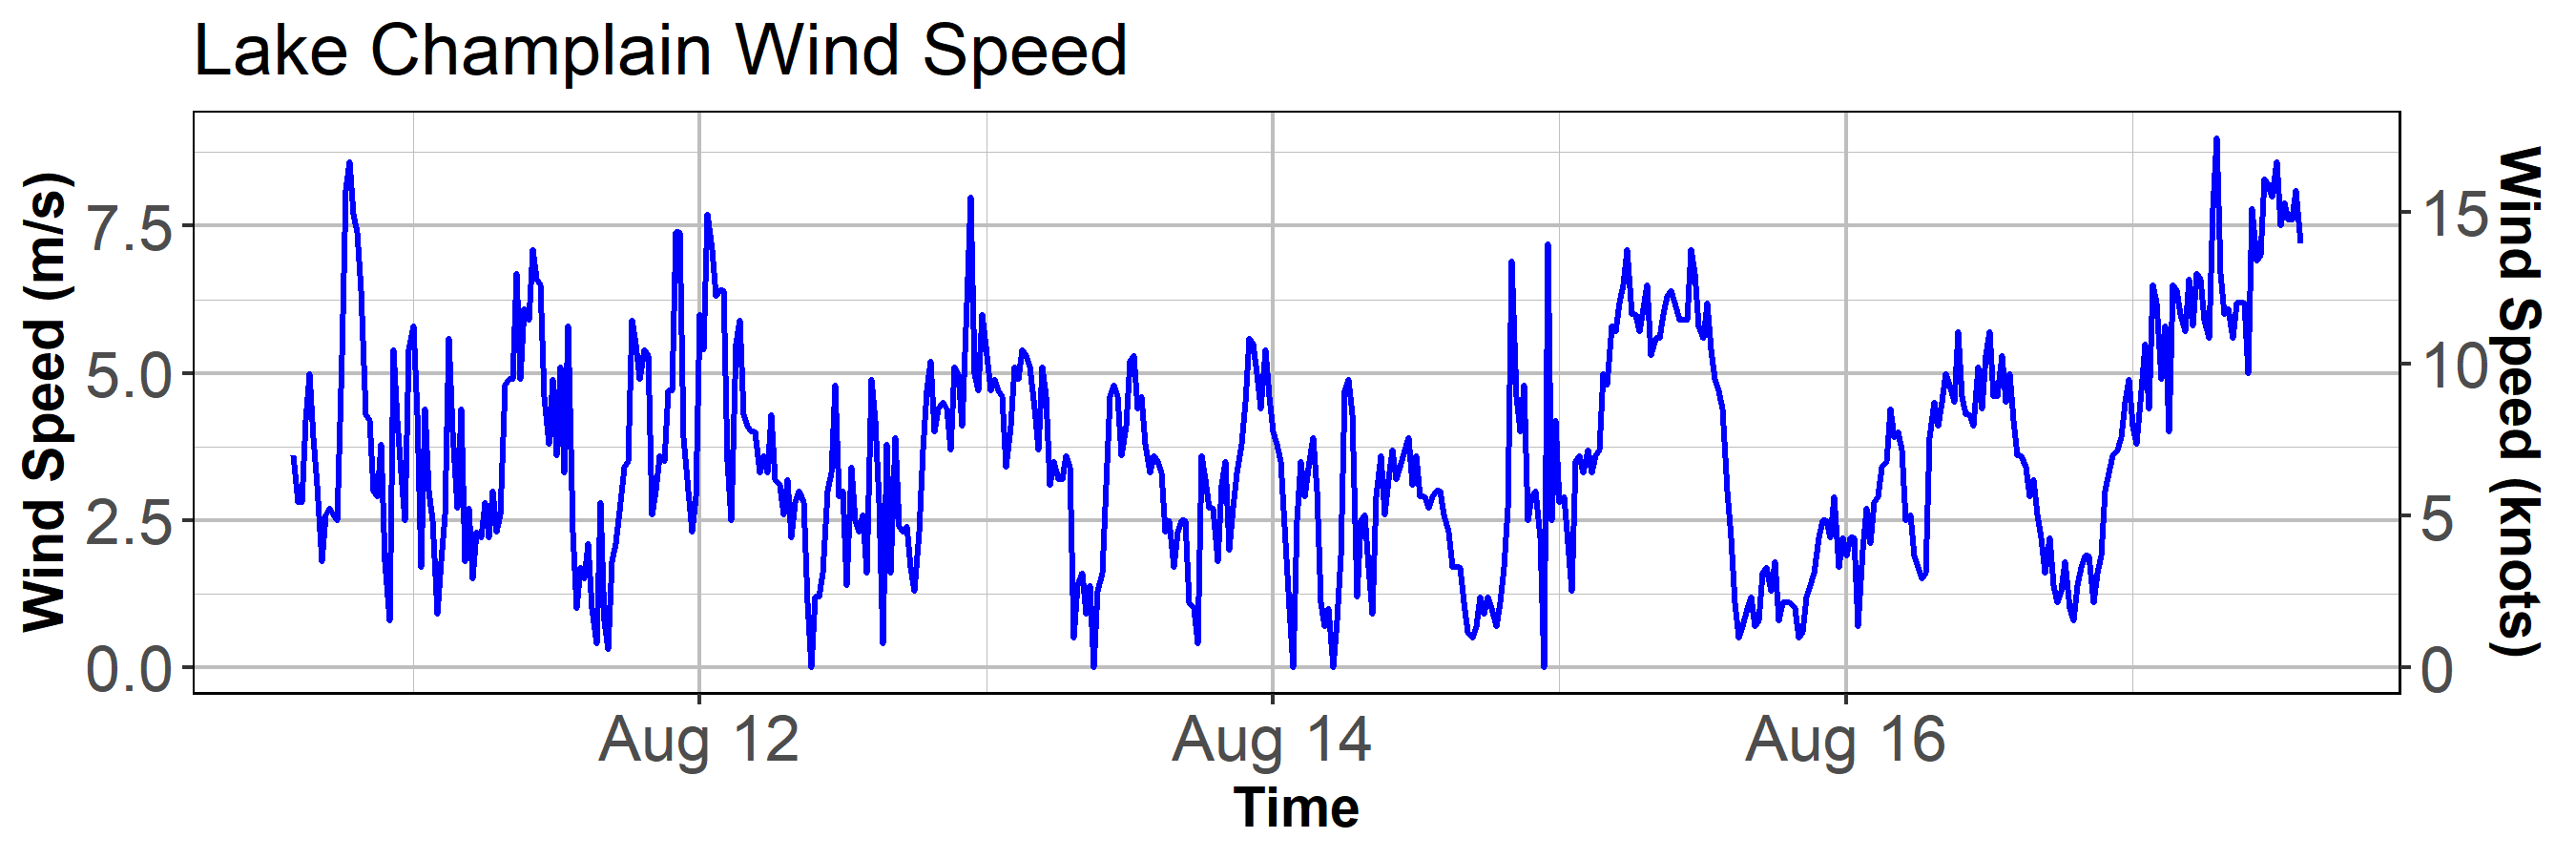 Lake Champlain Wind Speed
Wind Speed (m/s)
7.5
5.0
2.5
0.0
15
10
5
0
Wind Speed (knots)
Aug 12
Aug 14
Aug 16
Time